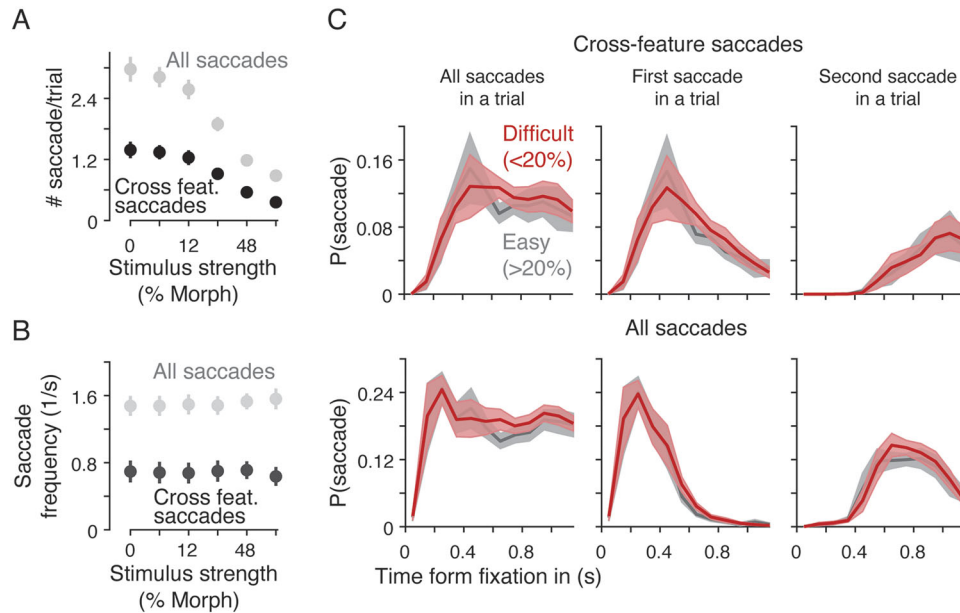 A
# saccade/trial
2.4
1.2
0
All saccades
Cross feat.
saccades
0
12
48
Stimulus strength
(% Morph)
B
Saccade
frequency (1/s)
1.6
0.8
0
All saccades
Cross feat.
saccades
0
12
48
Stimulus strength
(% Morph)
C
Cross-feature saccades
All saccades
in a trial
First saccade
in a trial
Second saccade
in a trial
P(saccade)
0.16
0.08
0
Difficult
(<20%)
Easy
(>20%)
All saccades
P(saccade)
0.24
0.12
0
0
0.4
0.8
0
0.4
0.8
0
0.4
0.8
Time form fixation in (s)